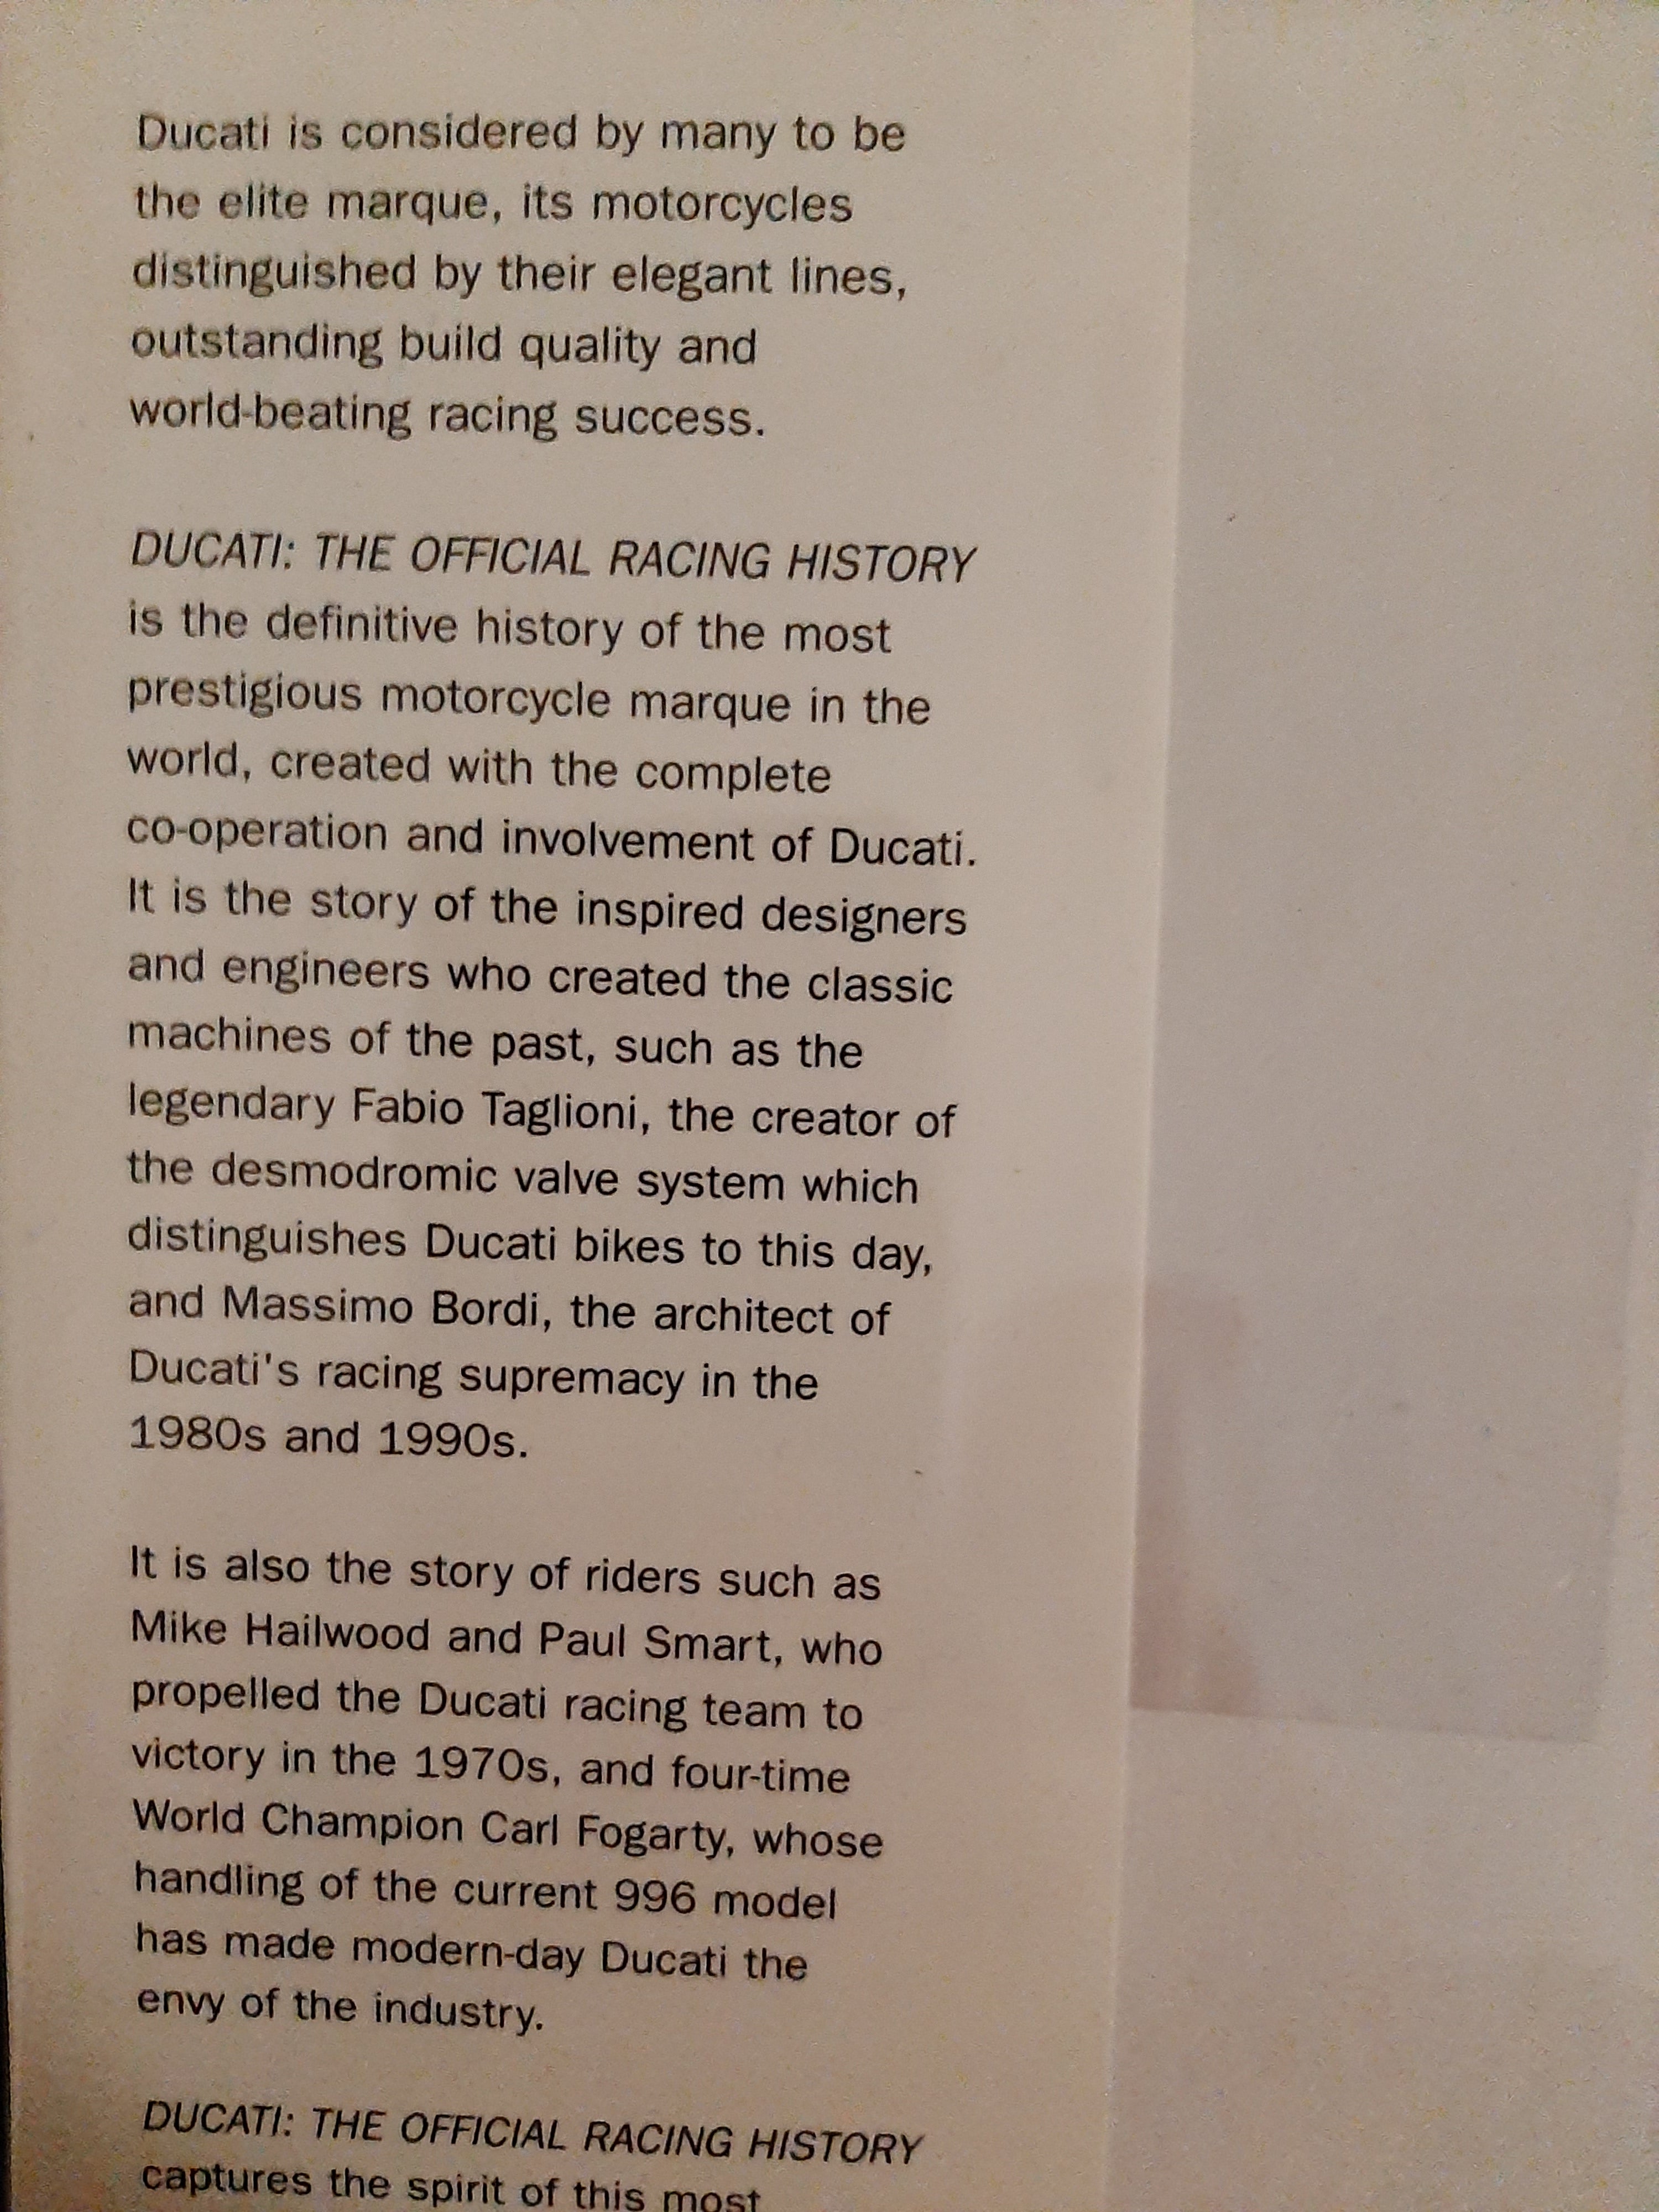 Ducati is considered by many to be
the elite marque, its motorcycles
distinguished by their elegant lines,
outstanding build quality and
world-beating racing success.
DUCATI: THE OFFICIAL RACING HISTORY
is the definitive history of the most
prestigious motorcycle marque in the
world, created with the complete
co-operation and involvement of Ducati.
It is the story of the inspired designers
and engineers who created the classic
machines of the past, such as the
legendary Fabio Taglioni, the creator of
the desmodromic valve system which
distinguishes Ducati bikes to this day,
and Massimo Bordi, the architect of
Ducati's racing supremacy in the
1980s and 1990s.
It is also the story of riders such as
Mike Hailwood and Paul Smart, who
propelled the Ducati racing team to
victory in the 1970s, and four-time
World Champion Carl Fogarty, whose
handling of the current 996 model
has made modern-day Ducati the
envy of the industry.
DUCATI: THE OFFICIAL RACING HISTORY
captures the spirit of this most